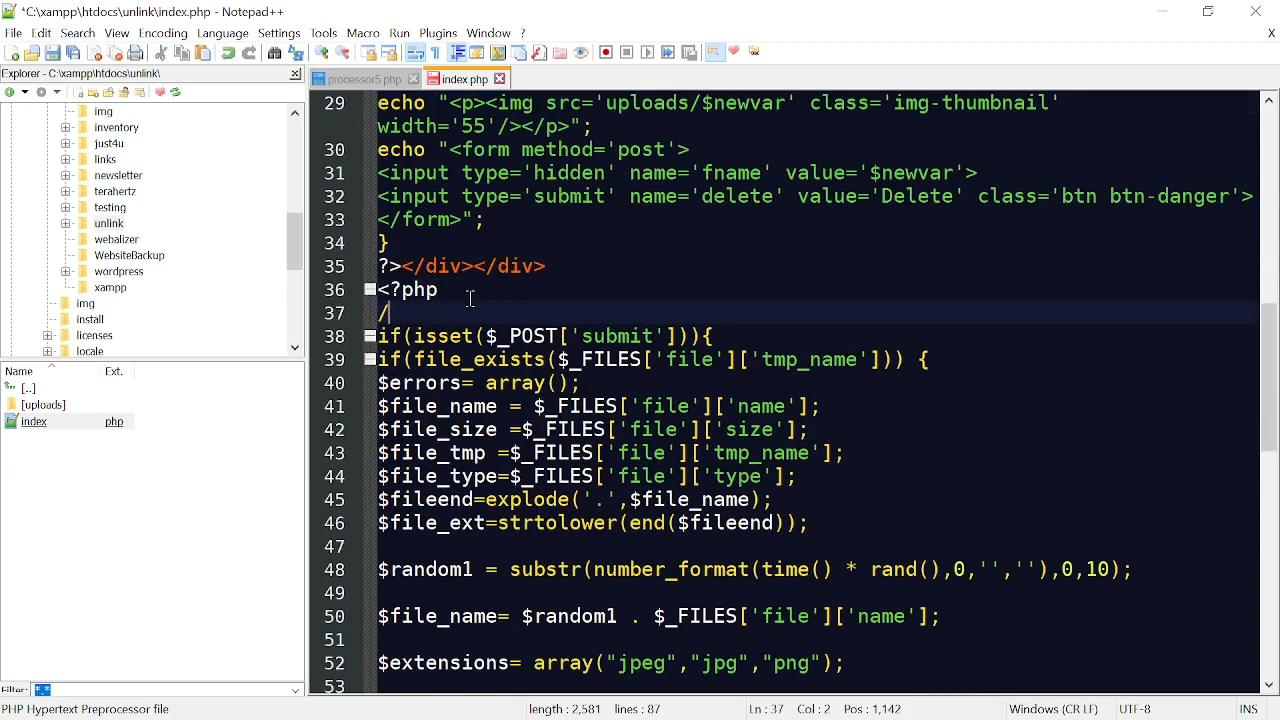 *C:\xampp\htdocs\unlink\index.php - Notepad++
File Edit Search View Encoding Language Settings Tools Macro Run Plugins Window ? X
Explorer - C:\xampp\htdocs\unlink\
processor5.php index.php
img
inventory
just4u
links
newsletter
terahertz
testing
unlink
webalizer
WebsiteBackup
wordpress
xampp
img
install
licenses
locale
Name Ext.
[..]
[uploads]
index php
Filter: *.*
29 echo "<p><img src='uploads/$newvar' class='img-thumbnail'
width='55'/></p>";
30 echo "<form method='post'>
31 <input type='hidden' name='fname' value='$newvar'>
32 <input type='submit' name='delete' value='Delete' class='btn btn-danger'>
33 </form>";
34 }
35 ?></div></div>
36 <?php
37 /
38 if(isset($_POST['submit'])){
39 if(file_exists($_FILES['file']['tmp_name'])) {
40 $errors= array();
41 $file_name = $_FILES['file']['name'];
42 $file_size =$_FILES['file']['size'];
43 $file_tmp =$_FILES['file']['tmp_name'];
44 $file_type=$_FILES['file']['type'];
45 $fileend=explode('.',$file_name);
46 $file_ext=strtolower(end($fileend));
47
48 $random1 = substr(number_format(time() * rand(),0,'',''),0,10);
49
50 $file_name= $random1 . $_FILES['file']['name'];
51
52 $extensions= array("jpeg","jpg","png");
53
PHP Hypertext Preprocessor file length : 2,581 lines : 87 Ln : 37 Col : 2 Pos : 1,142 Windows (CR LF) UTF-8 INS